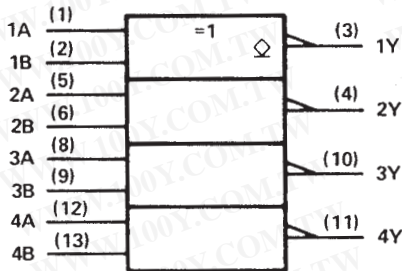 =1
1A (1)
1B (2)
(3) 1Y
2A (5)
2B (6)
(4) 2Y
3A (8)
3B (9)
(10) 3Y
4A (12)
4B (13)
(11) 4Y
WWW.100Y.COM.TW